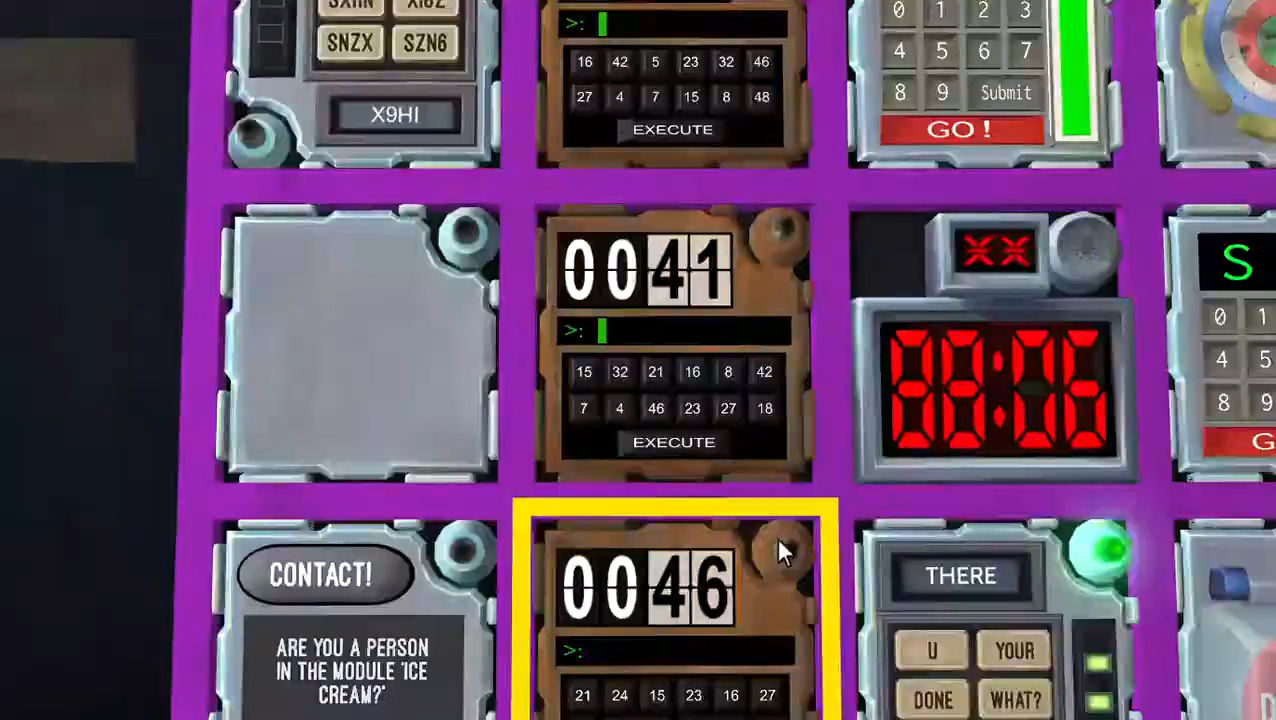 SNZX SZN6
X9HI
>:
16 42 5 23 32 46
27 4 7 15 8 48
EXECUTE
0 1 2 3
4 5 6 7
8 9 Submit
GO !
0041
>:
15 32 21 16 8 42
7 4 46 23 27 18
EXECUTE
XX
S
0 1
4 5
8 9
G
CONTACT!
ARE YOU A PERSON
IN THE MODULE 'ICE
CREAM?'
0046
>:
21 24 15 23 16 27
THERE
U YOUR
DONE WHAT?